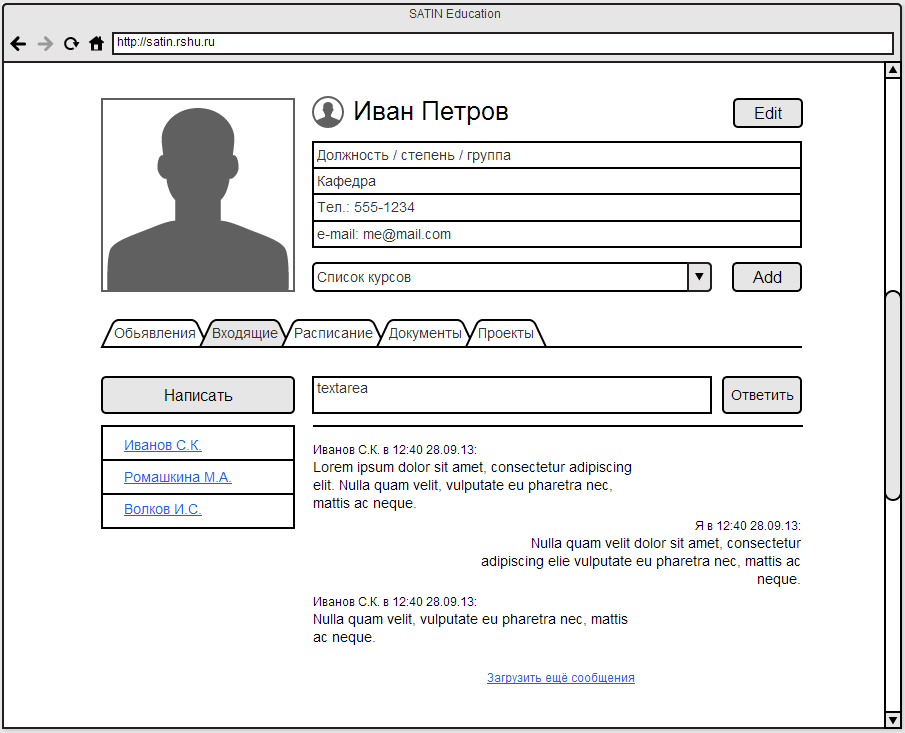 SATIN Education
http://satin.rshu.ru
Иван Петров
Edit
Должность / степень / группа
Кафедра
Тел.: 555-1234
e-mail: me@mail.com
Список курсов
Add
Обьявления
Входящие
Расписание
Документы
Проекты
Написать
textarea
Ответить
Иванов С.К.
Ромашкина М.А.
Волков И.С.
Иванов С.К. в 12:40 28.09.13:
Lorem ipsum dolor sit amet, consectetur adipiscing
elit. Nulla quam velit, vulputate eu pharetra nec,
mattis ac neque.
Я в 12:40 28.09.13:
Nulla quam velit dolor sit amet, consectetur
adipiscing elie vulputate eu pharetra nec, mattis ac
neque.
Иванов С.К. в 12:40 28.09.13:
Nulla quam velit, vulputate eu pharetra nec, mattis
ac neque.
Загрузить ещё сообщения